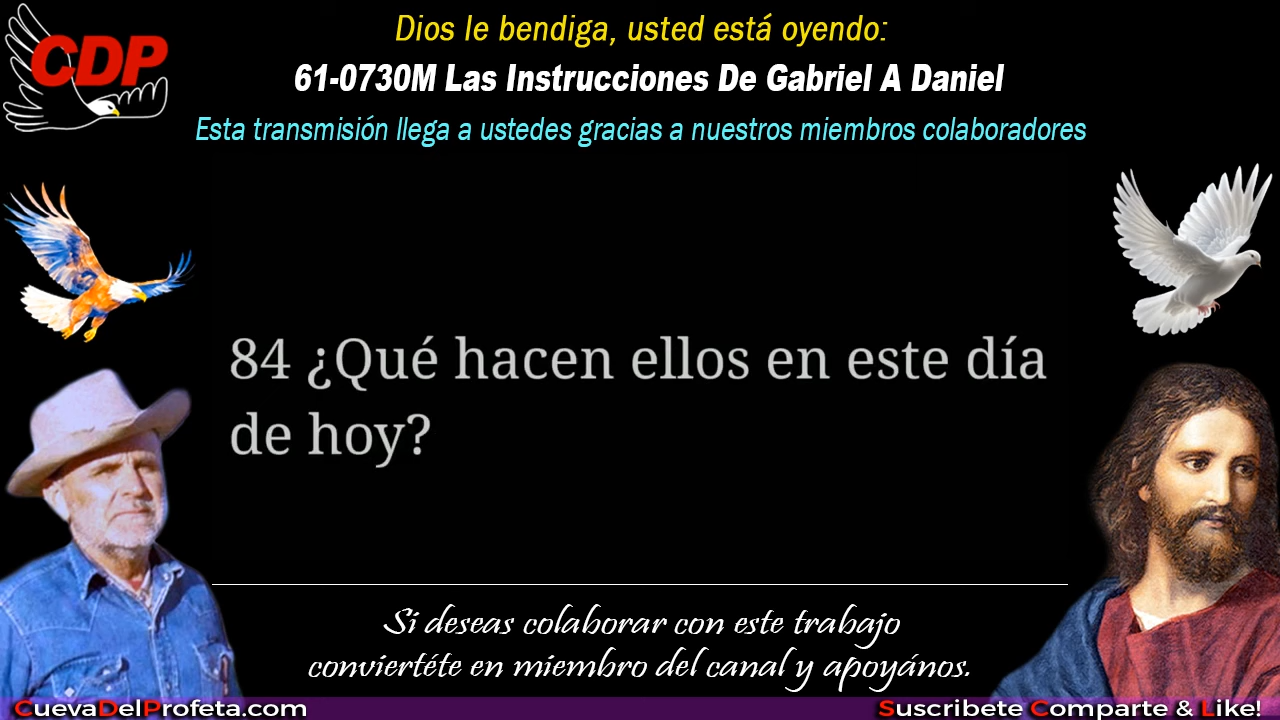 CDP
Dios le bendiga, usted está oyendo:
61-0730M Las Instrucciones De Gabriel A Daniel
Esta transmisión llega a ustedes gracias a nuestros miembros colaboradores
84 ¿Qué hacen ellos en este día
de hoy?
Si deseas colaborar con este trabajo
conviertéte en miembro del canal y apoyános.
CuevaDelProfeta.com
Suscribete Comparte & Like!